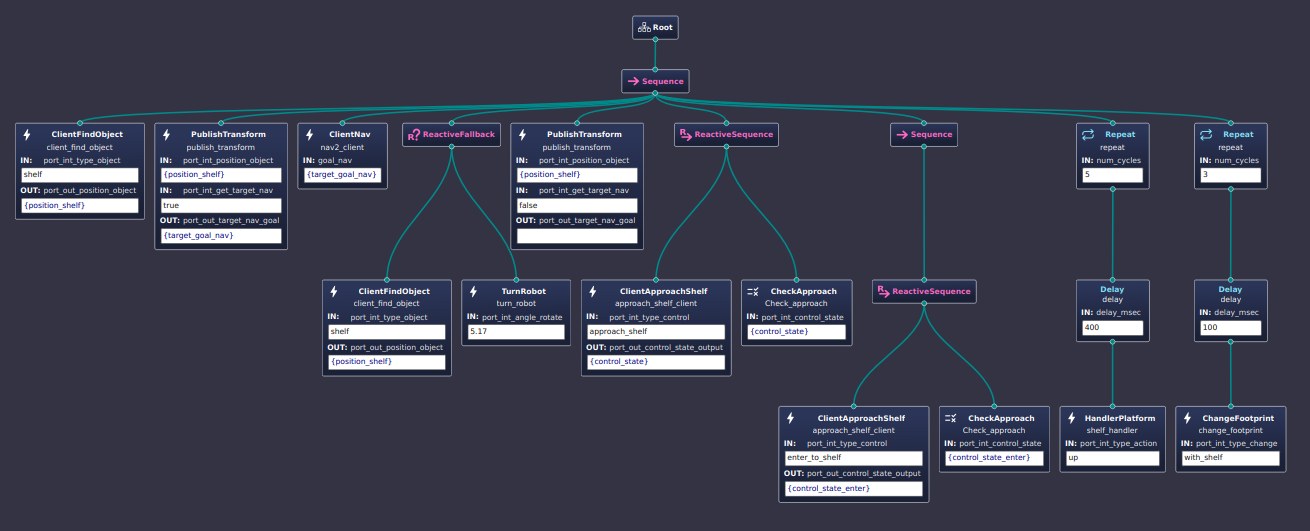 Root
Sequence
ClientFindObject
client_find_object
IN: port_int_type_object
shelf
OUT: port_out_position_object
{position_shelf}
PublishTransform
publish_transform
IN: port_int_position_object
{position_shelf}
IN: port_int_get_target_nav
true
OUT: port_out_target_nav_goal
{target_goal_nav}
ClientNav
nav2_client
IN: goal_nav
{target_goal_nav}
R? ReactiveFallback
PublishTransform
publish_transform
IN: port_int_position_object
{position_shelf}
IN: port_int_get_target_nav
false
OUT: port_out_target_nav_goal
R ReactiveSequence
Sequence
Repeat
repeat
IN: num_cycles
5
Repeat
repeat
IN: num_cycles
3
ClientFindObject
client_find_object
IN: port_int_type_object
shelf
OUT: port_out_position_object
{position_shelf}
TurnRobot
turn_robot
IN: port_int_angle_rotate
5.17
ClientApproachShelf
approach_shelf_client
IN: port_int_type_control
approach_shelf
OUT: port_out_control_state_output
{control_state}
CheckApproach
Check_approach
IN: port_int_control_state
{control_state}
R ReactiveSequence
Delay
delay
IN: delay_msec
400
Delay
delay
IN: delay_msec
100
ClientApproachShelf
approach_shelf_client
IN: port_int_type_control
enter_to_shelf
OUT: port_out_control_state_output
{control_state_enter}
CheckApproach
Check_approach
IN: port_int_control_state
{control_state_enter}
HandlerPlatform
shelf_handler
IN: port_int_type_action
up
ChangeFootprint
change_footprint
IN: port_int_type_change
with_shelf